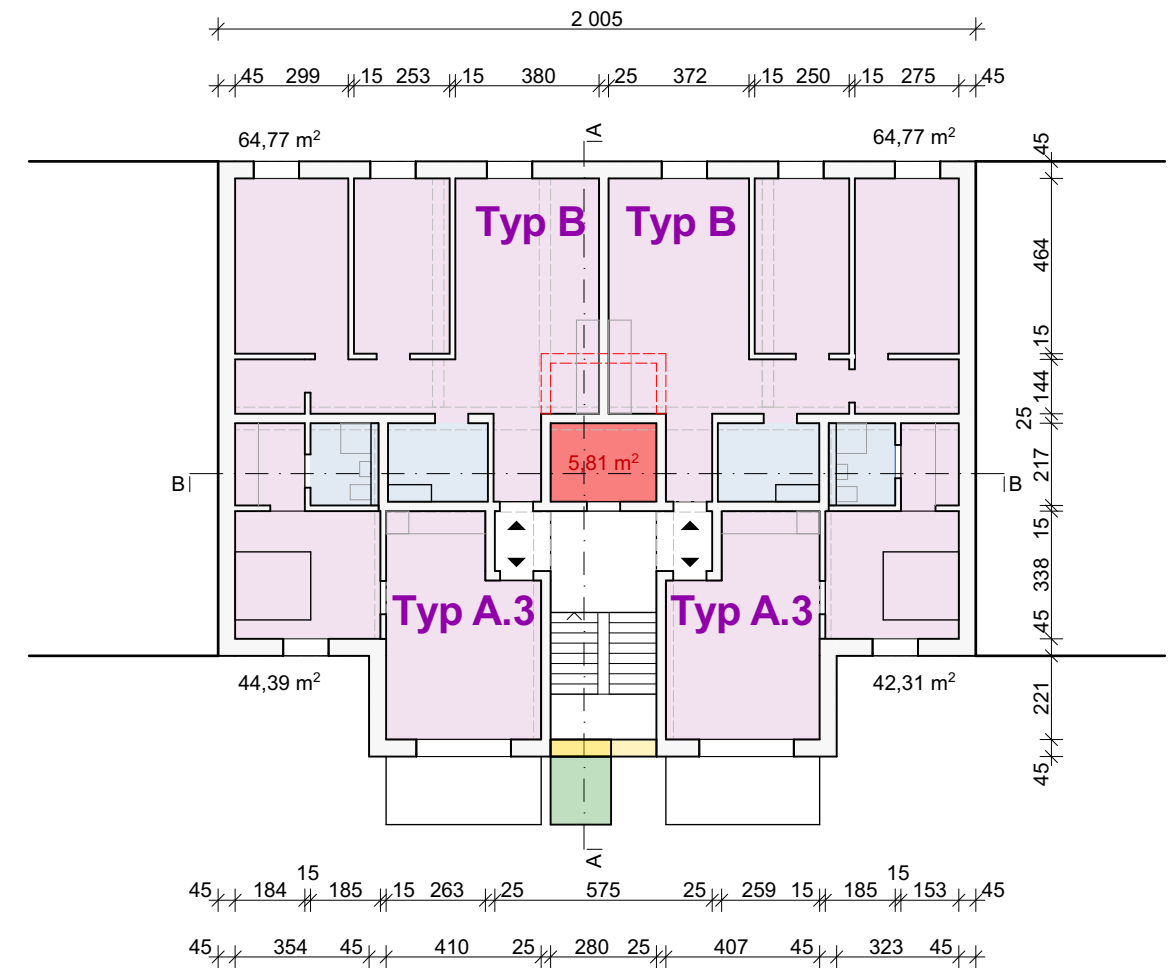 2 005
45 299 15 253 15 380 25 372 15 250 15 275 45
64,77 m²
64,77 m²
A
45
Typ B
Typ B
464
15
144
25
5,81 m²
217
B
B
15
338
Typ A.3
Typ A.3
45
44,39 m²
42,31 m²
221
45
A
15 15
45 184 185 15 263 25 575 25 259 15 185 153 45
45 354 45 410 25 280 25 407 45 323 45